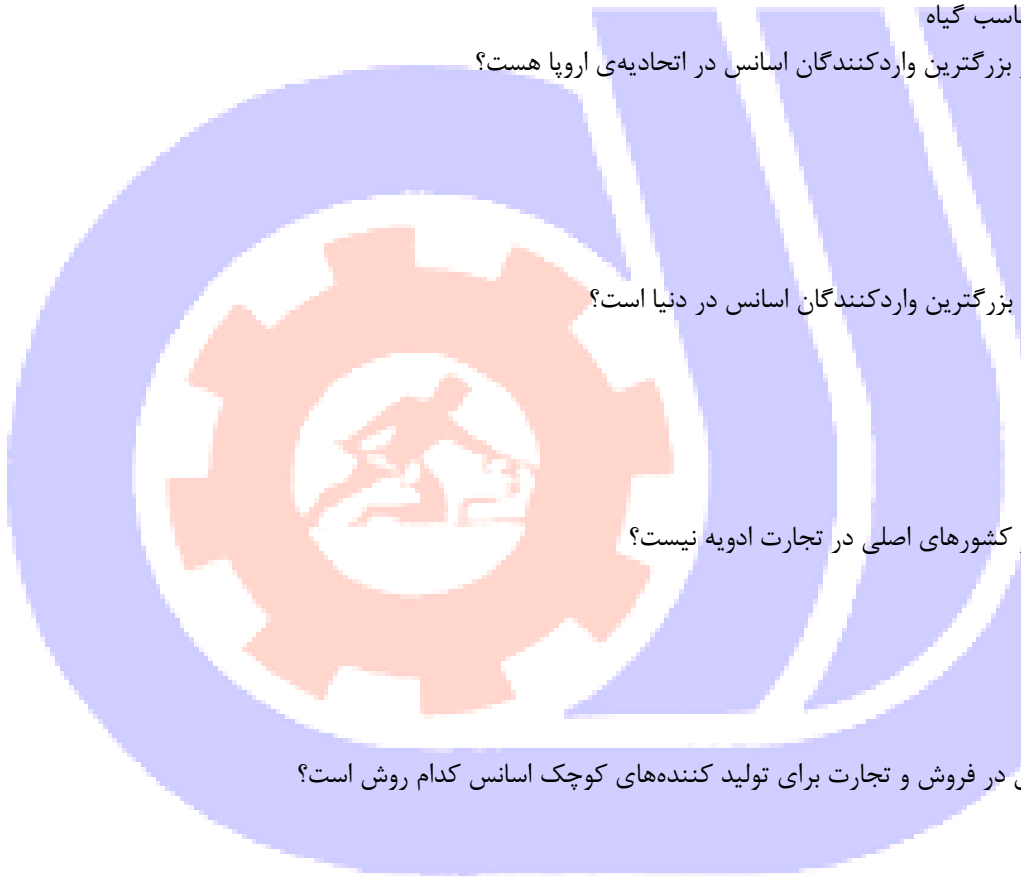 گیاه
بزرگترین واردکنندگان اسانس در اتحادیه‌ی اروپا هست؟
بزرگترین واردکنندگان اسانس در دنیا است؟
کشورهای اصلی در تجارت ادویه نیست؟
در فروش و تجارت برای تولید کننده‌های کوچک اسانس کدام روش است؟